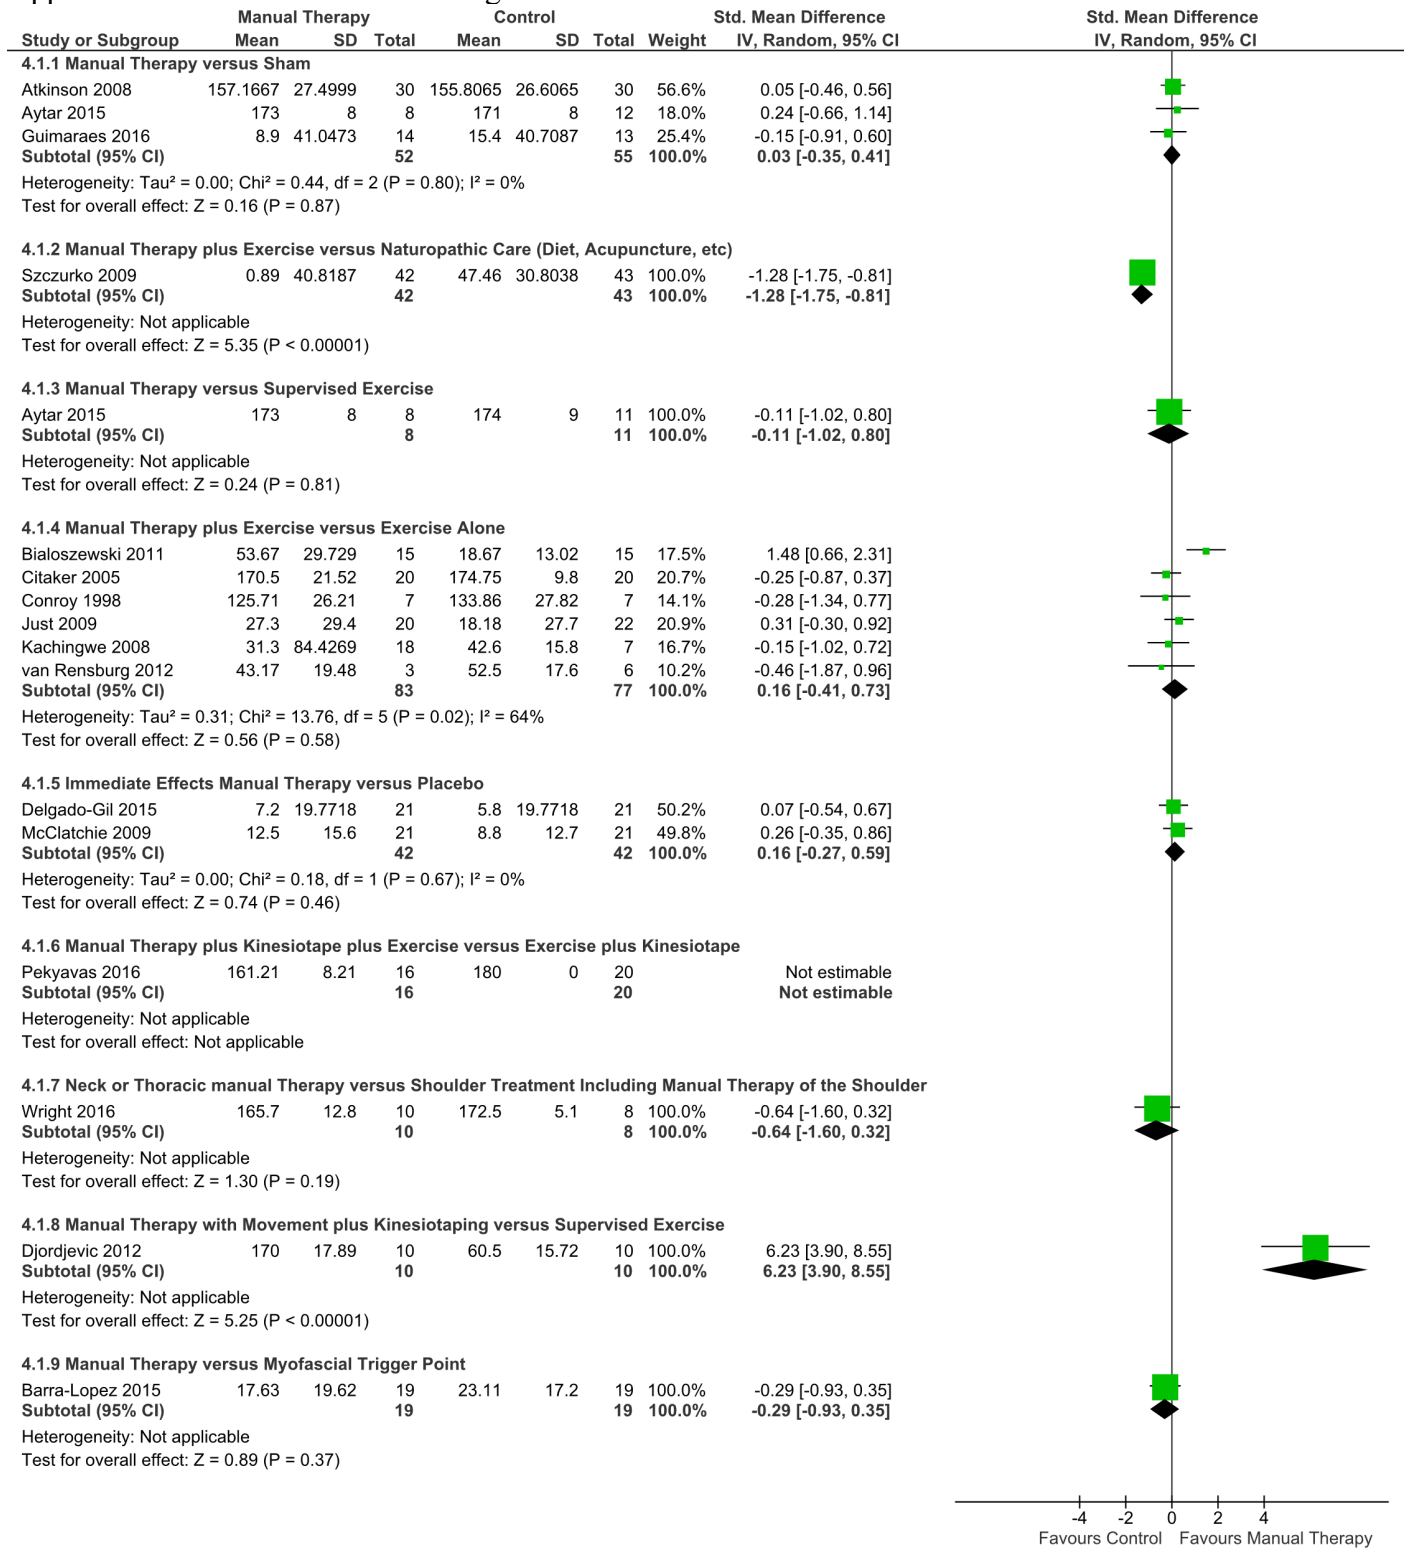 Manual Therapy Control Std. Mean Difference Std. Mean Difference
Study or Subgroup Mean SD Total Mean SD Total Weight IV, Random, 95% CI IV, Random, 95% CI
4.1.1 Manual Therapy versus Sham
Atkinson 2008 157.1667 27.4999 30 155.8065 26.6065 30 56.6% 0.05 [-0.46, 0.56]
Aytar 2015 173 8 8 171 8 12 18.0% 0.24 [-0.66, 1.14]
Guimaraes 2016 8.9 41.0473 14 15.4 40.7087 13 25.4% -0.15 [-0.91, 0.60]
Subtotal (95% CI) 52 55 100.0% 0.03 [-0.35, 0.41]
Heterogeneity: Tau² = 0.00; Chi² = 0.44, df = 2 (P = 0.80); I² = 0%
Test for overall effect: Z = 0.16 (P = 0.87)
4.1.2 Manual Therapy plus Exercise versus Naturopathic Care (Diet, Acupuncture, etc)
Szczurko 2009 0.89 40.8187 42 47.46 30.8038 43 100.0% -1.28 [-1.75, -0.81]
Subtotal (95% CI) 42 43 100.0% -1.28 [-1.75, -0.81]
Heterogeneity: Not applicable
Test for overall effect: Z = 5.35 (P < 0.00001)
4.1.3 Manual Therapy versus Supervised Exercise
Aytar 2015 173 8 8 174 9 11 100.0% -0.11 [-1.02, 0.80]
Subtotal (95% CI) 8 11 100.0% -0.11 [-1.02, 0.80]
Heterogeneity: Not applicable
Test for overall effect: Z = 0.24 (P = 0.81)
4.1.4 Manual Therapy plus Exercise versus Exercise Alone
Bialoszewski 2011 53.67 29.729 15 18.67 13.02 15 17.5% 1.48 [0.66, 2.31]
Citaker 2005 170.5 21.52 20 174.75 9.8 20 20.7% -0.25 [-0.87, 0.37]
Conroy 1998 125.71 26.21 7 133.86 27.82 7 14.1% -0.28 [-1.34, 0.77]
Just 2009 27.3 29.4 20 18.18 27.7 22 20.9% 0.31 [-0.30, 0.92]
Kachingwe 2008 31.3 84.4269 18 42.6 15.8 7 16.7% -0.15 [-1.02, 0.72]
van Rensburg 2012 43.17 19.48 3 52.5 17.6 6 10.2% -0.46 [-1.87, 0.96]
Subtotal (95% CI) 83 77 100.0% 0.16 [-0.41, 0.73]
Heterogeneity: Tau² = 0.31; Chi² = 13.76, df = 5 (P = 0.02); I² = 64%
Test for overall effect: Z = 0.56 (P = 0.58)
4.1.5 Immediate Effects Manual Therapy versus Placebo
Delgado-Gil 2015 7.2 19.7718 21 5.8 19.7718 21 50.2% 0.07 [-0.54, 0.67]
McClatchie 2009 12.5 15.6 21 8.8 12.7 21 49.8% 0.26 [-0.35, 0.86]
Subtotal (95% CI) 42 42 100.0% 0.16 [-0.27, 0.59]
Heterogeneity: Tau² = 0.00; Chi² = 0.18, df = 1 (P = 0.67); I² = 0%
Test for overall effect: Z = 0.74 (P = 0.46)
4.1.6 Manual Therapy plus Kinesiotape plus Exercise versus Exercise plus Kinesiotape
Pekyavas 2016 161.21 8.21 16 180 0 20 Not estimable
Subtotal (95% CI) 16 20 Not estimable
Heterogeneity: Not applicable
Test for overall effect: Not applicable
4.1.7 Neck or Thoracic manual Therapy versus Shoulder Treatment Including Manual Therapy of the Shoulder
Wright 2016 165.7 12.8 10 172.5 5.1 8 100.0% -0.64 [-1.60, 0.32]
Subtotal (95% CI) 10 8 100.0% -0.64 [-1.60, 0.32]
Heterogeneity: Not applicable
Test for overall effect: Z = 1.30 (P = 0.19)
4.1.8 Manual Therapy with Movement plus Kinesiotaping versus Supervised Exercise
Djordjevic 2012 170 17.89 10 60.5 15.72 10 100.0% 6.23 [3.90, 8.55]
Subtotal (95% CI) 10 10 100.0% 6.23 [3.90, 8.55]
Heterogeneity: Not applicable
Test for overall effect: Z = 5.25 (P < 0.00001)
4.1.9 Manual Therapy versus Myofascial Trigger Point
Barra-Lopez 2015 17.63 19.62 19 23.11 17.2 19 100.0% -0.29 [-0.93, 0.35]
Subtotal (95% CI) 19 19 100.0% -0.29 [-0.93, 0.35]
Heterogeneity: Not applicable
Test for overall effect: Z = 0.89 (P = 0.37)
-4 -2 0 2 4
Favours Control Favours Manual Therapy